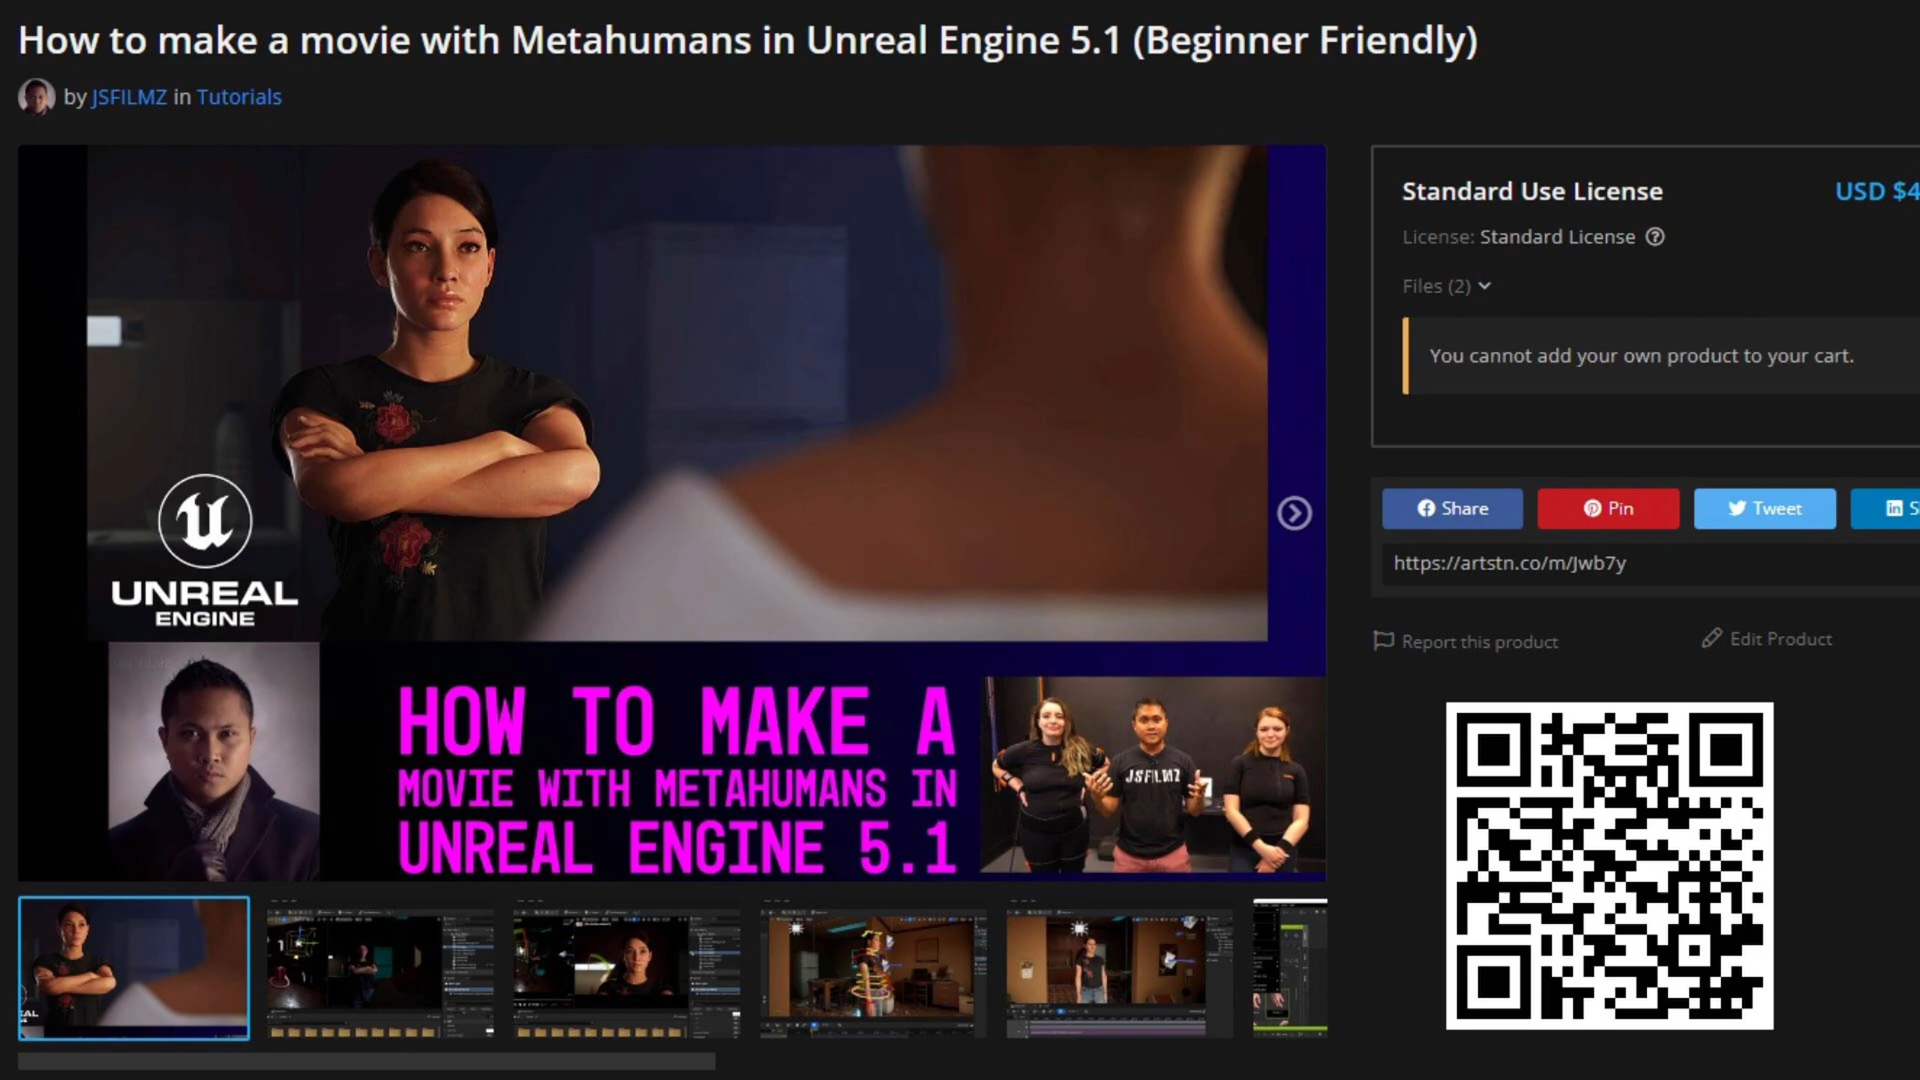 How to make a movie with Metahumans in Unreal Engine 5.1 (Beginner Friendly)
by JSFILMZ in Tutorials
UNREAL
ENGINE
HOW TO MAKE A
MOVIE WITH METAHUMANS IN
UNREAL ENGINE 5.1
JSFILMZ
Standard Use License
USD $4
License: Standard License
Files (2)
You cannot add your own product to your cart.
Share
Pin
Tweet
S
https://artstn.co/m/Jwb7y
Report this product
Edit Product